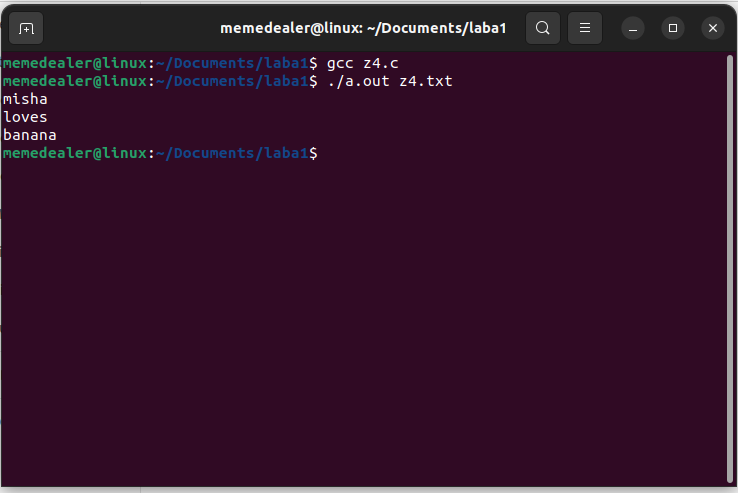 memedealer@linux: ~/Documents/laba1
memedealer@linux:~/Documents/laba1$ gcc z4.c
memedealer@linux:~/Documents/laba1$ ./a.out z4.txt
misha
loves
banana
memedealer@linux:~/Documents/laba1$